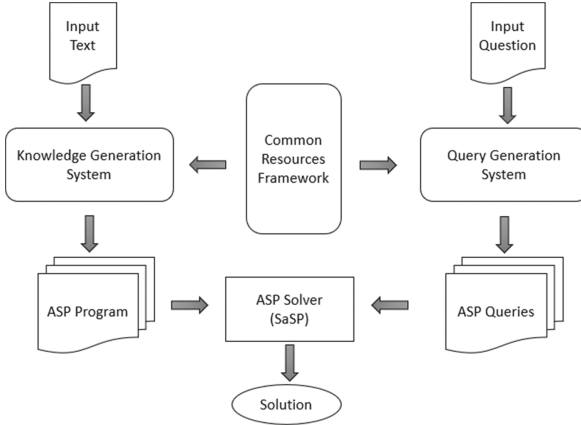 Input
Text
Input
Question
Knowledge Generation
System
Common
Resources
Framework
Query Generation
System
ASP Program
ASP Solver
(SaSP)
ASP Queries
Solution